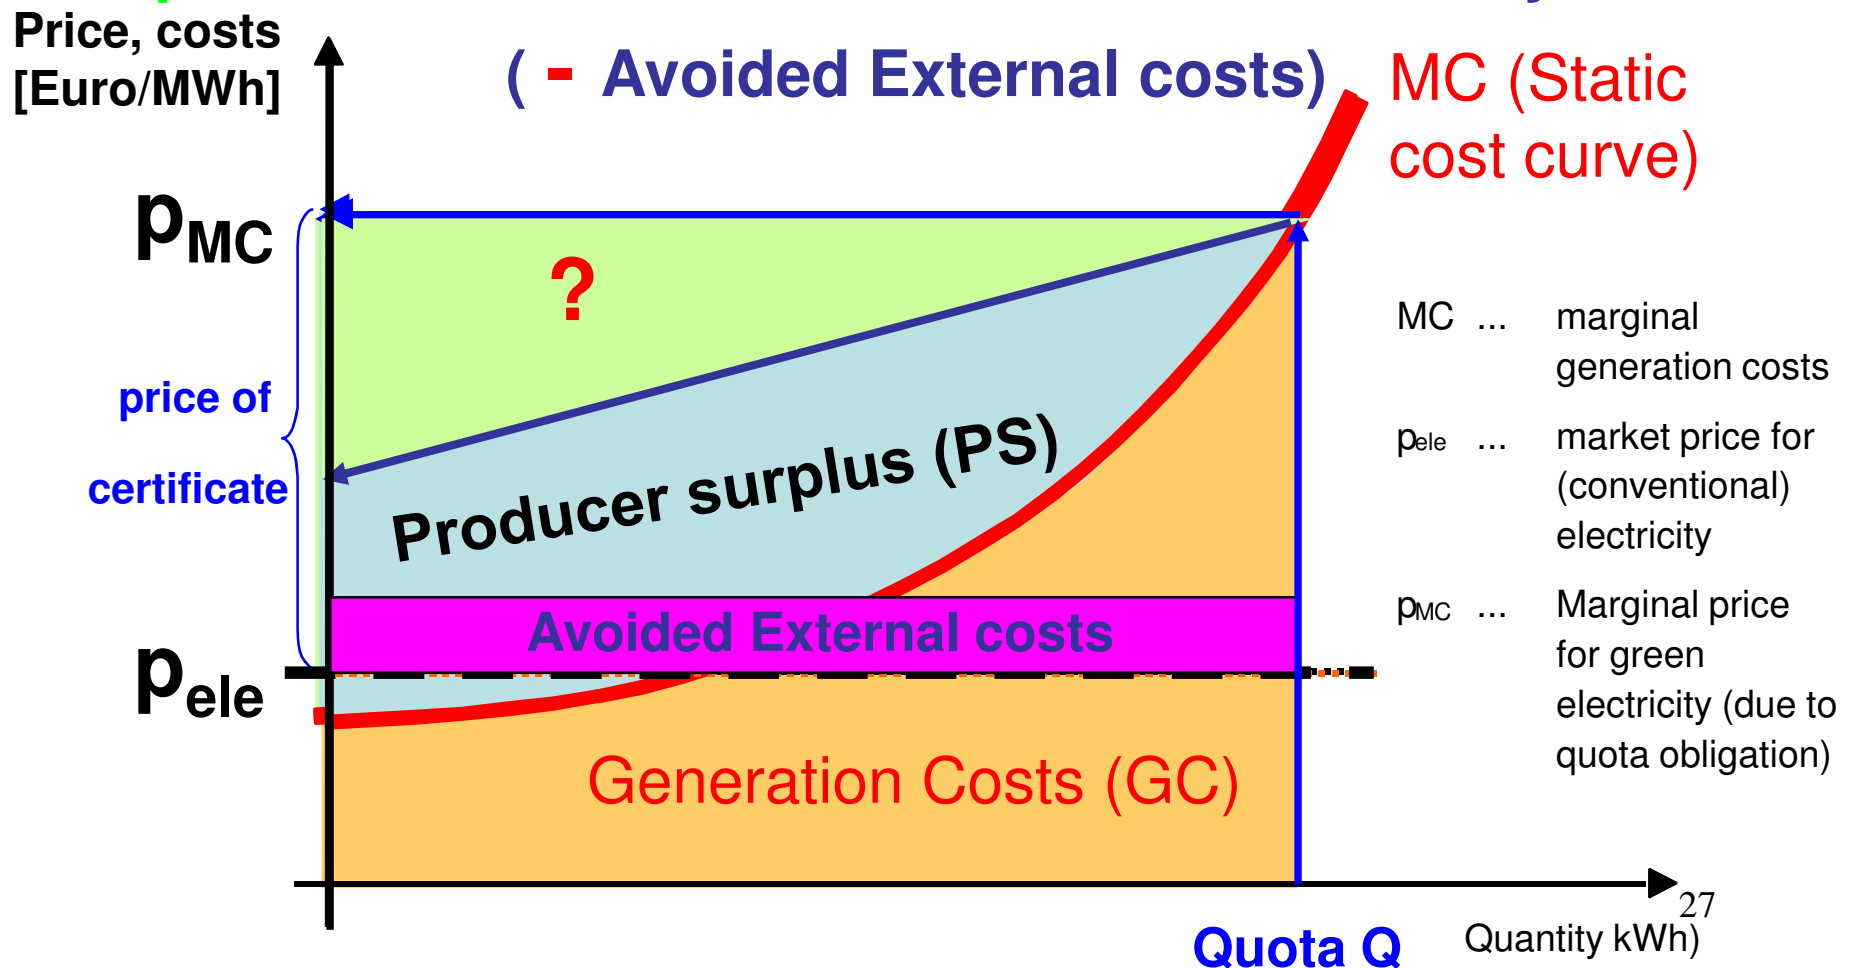 Price, costs
[Euro/MWh]
( - Avoided External costs)
MC (Static
cost curve)
pMC
?
price of
certificate
Producer surplus (PS)
Avoided External costs
pele
Generation Costs (GC)
MC ... marginal
generation costs
pele ... market price for
(conventional)
electricity
pMC ... Marginal price
for green
electricity (due to
quota obligation)
27
Quota Q
Quantity kWh)